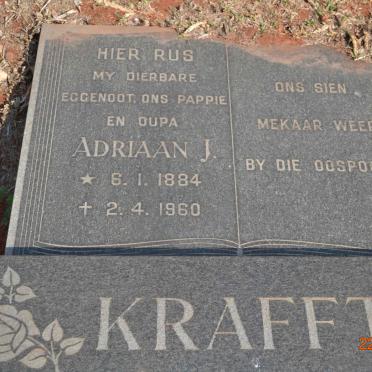 HIER RUS
MY DIERBARE
EGGENOOT, ONS PAPPIE
EN OUPA
ADRIAAN J.
★ 6. 1. 1884
✝ 2. 4. 1960
ONS SIEN
MEKAAR WEER
BY DIE OOSPO
KRAFFT